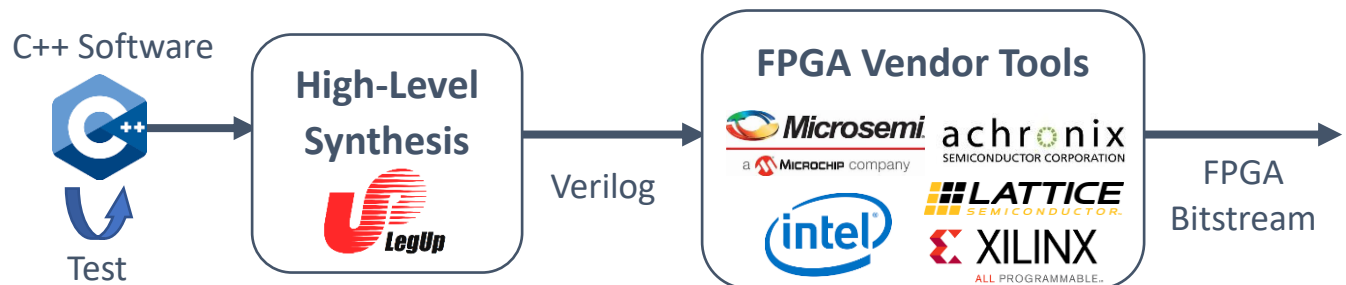 C++ Software
C
++
Test
High-Level
Synthesis
LegUp
Verilog
FPGA Vendor Tools
Microsemi.
a MICROCHIP company
achronix
SEMICONDUCTOR CORPORATION
intel
LATTICE
SEMICONDUCTOR
XILINX
ALL PROGRAMMABLE
FPGA
Bitstream